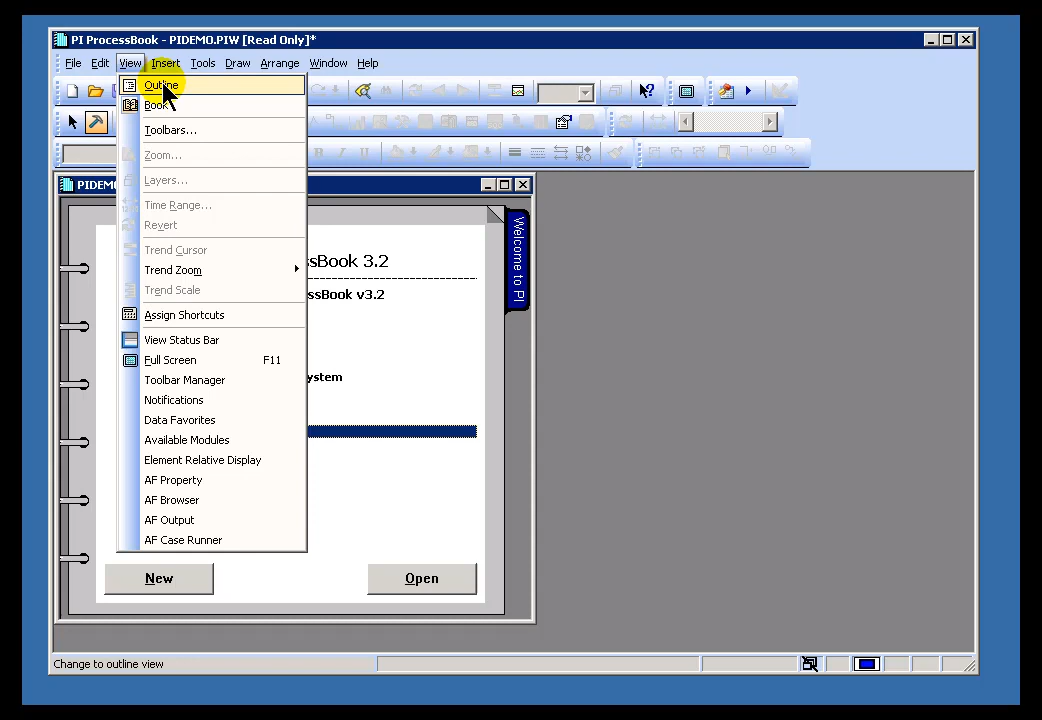 PI ProcessBook - PIDEMO.PIW [Read Only]*
File Edit View Insert Tools Draw Arrange Window Help
Outline
Book
Toolbars...
Zoom...
Layers...
Time Range...
Revert
Trend Cursor
Trend Zoom
Trend Scale
Assign Shortcuts
View Status Bar
Full Screen F11
Toolbar Manager
Notifications
Data Favorites
Available Modules
Element Relative Display
AF Property
AF Browser
AF Output
AF Case Runner
B I U
PIDEM
ssBook 3.2
ssBook v3.2
ystem
Welcome to PI
New
Open
Change to outline view